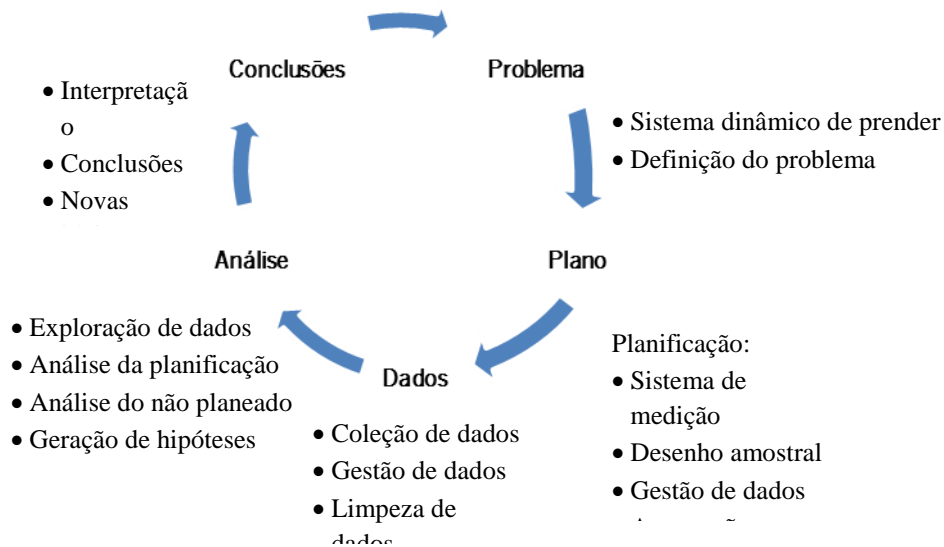 Conclusões
Problema
• Interpretaçã
o
• Conclusões
• Novas
• Sistema dinâmico de prender
• Definição do problema
Análise
Plano
• Exploração de dados
• Análise da planificação
• Análise do não planeado
• Geração de hipóteses
Dados
• Coleção de dados
• Gestão de dados
• Limpeza de
dados
Planificação:
• Sistema de
medição
• Desenho amostral
• Gestão de dados